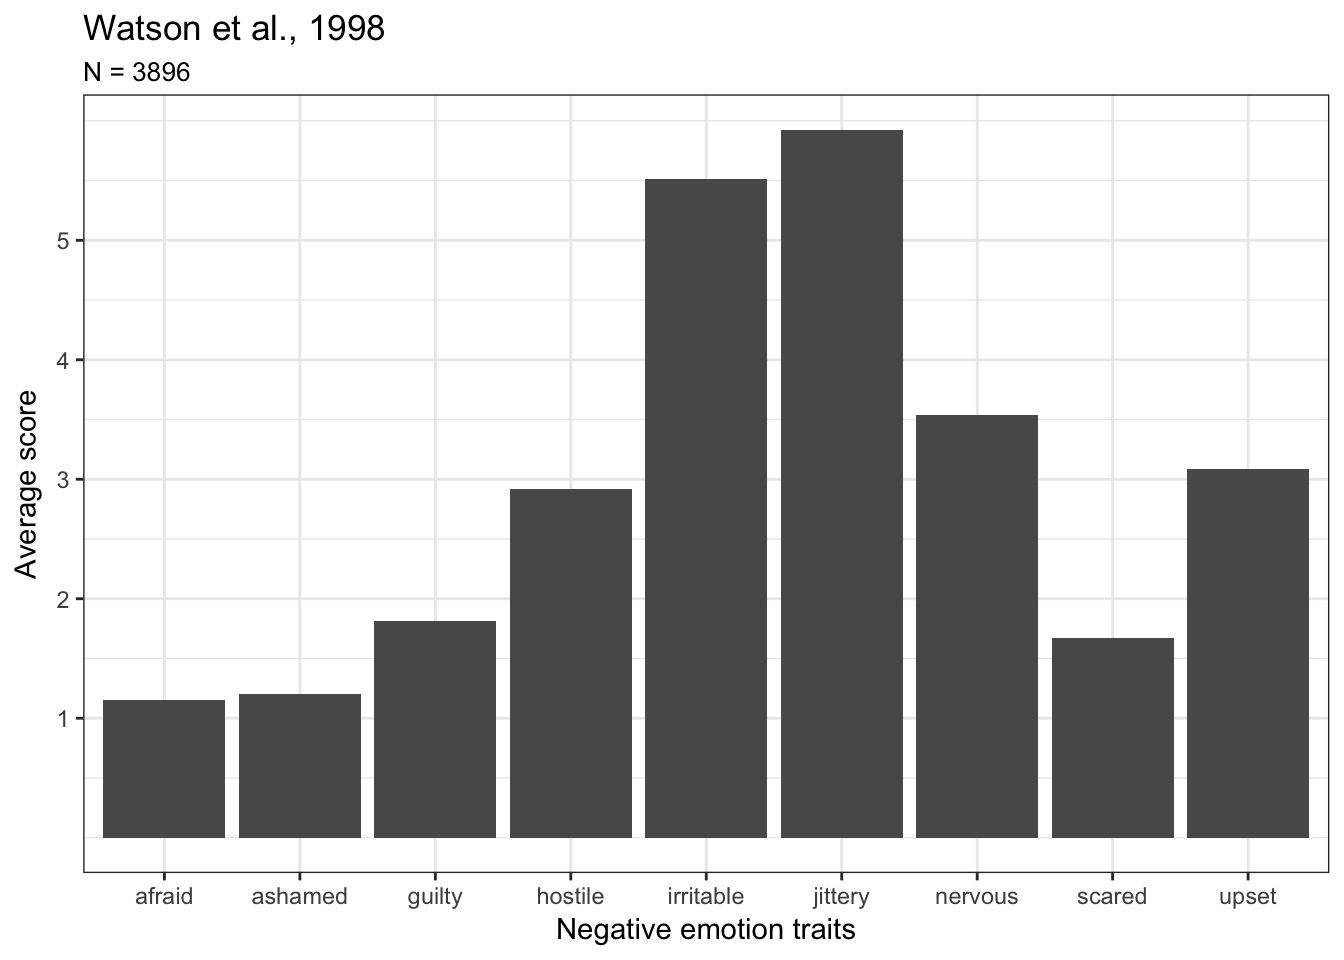 Watson et al., 1998
N = 3896
Average score
5
4
3
2
1
afraid ashamed guilty hostile irritable jittery nervous scared upset
Negative emotion traits